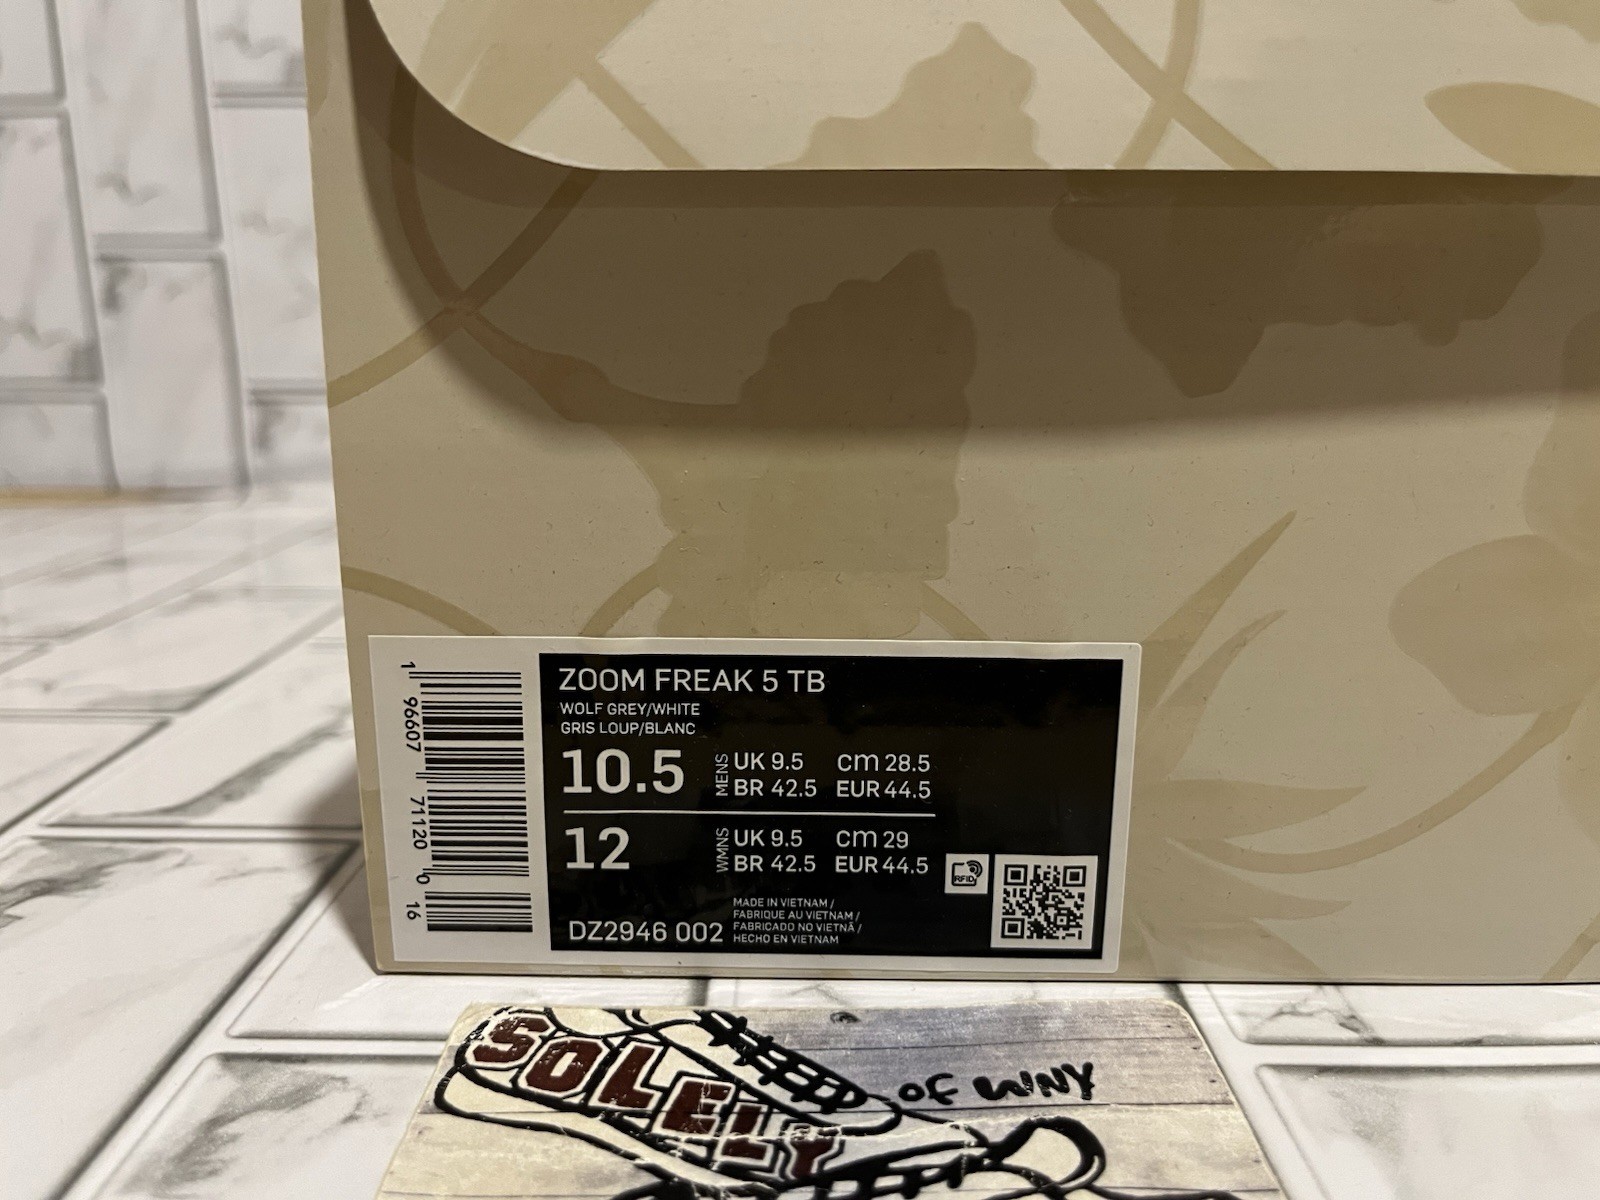 1 96607 71120 0 16
ZOOM FREAK 5 TB
WOLF GREY/WHITE
GRIS LOUP/BLANC
10.5 MENS UK 9.5 cm 28.5
BR 42.5 EUR 44.5
12 WMNS UK 9.5 cm 29
BR 42.5 EUR 44.5
RFID
DZ2946 002
MADE IN VIETNAM /
FABRIQUE AU VIETNAM /
FABRICADO NO VIETNÃ /
HECHO EN VIETNAM
SOLELY OF WNY